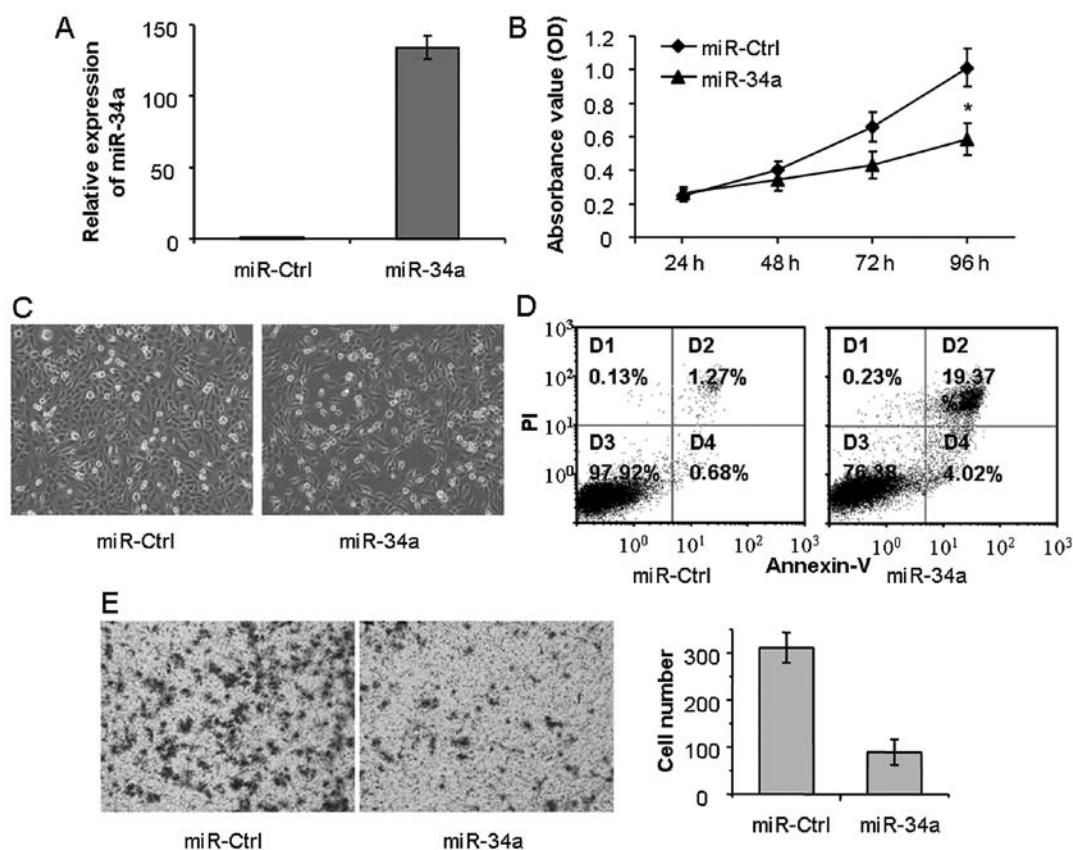 A
Relative expression
of miR-34a
150
100
50
0
miR-Ctrl
miR-34a
B
Absorbance value (OD)
1.2
1.0
0.8
0.6
0.4
0.2
0
miR-Ctrl
miR-34a
*
24 h
48 h
72 h
96 h
C
miR-Ctrl
miR-34a
D
PI
10³
10²
10¹
10⁰
D1
0.13%
D2
1.27%
D3
97.92%
D4
0.68%
10⁰
10¹
10²
10³
miR-Ctrl
Annexin-V
D1
0.23%
D2
19.37
%
D3
76.38
D4
4.02%
10⁰
10¹
10²
10³
miR-34a
E
miR-Ctrl
miR-34a
Cell number
300
200
100
0
miR-Ctrl
miR-34a